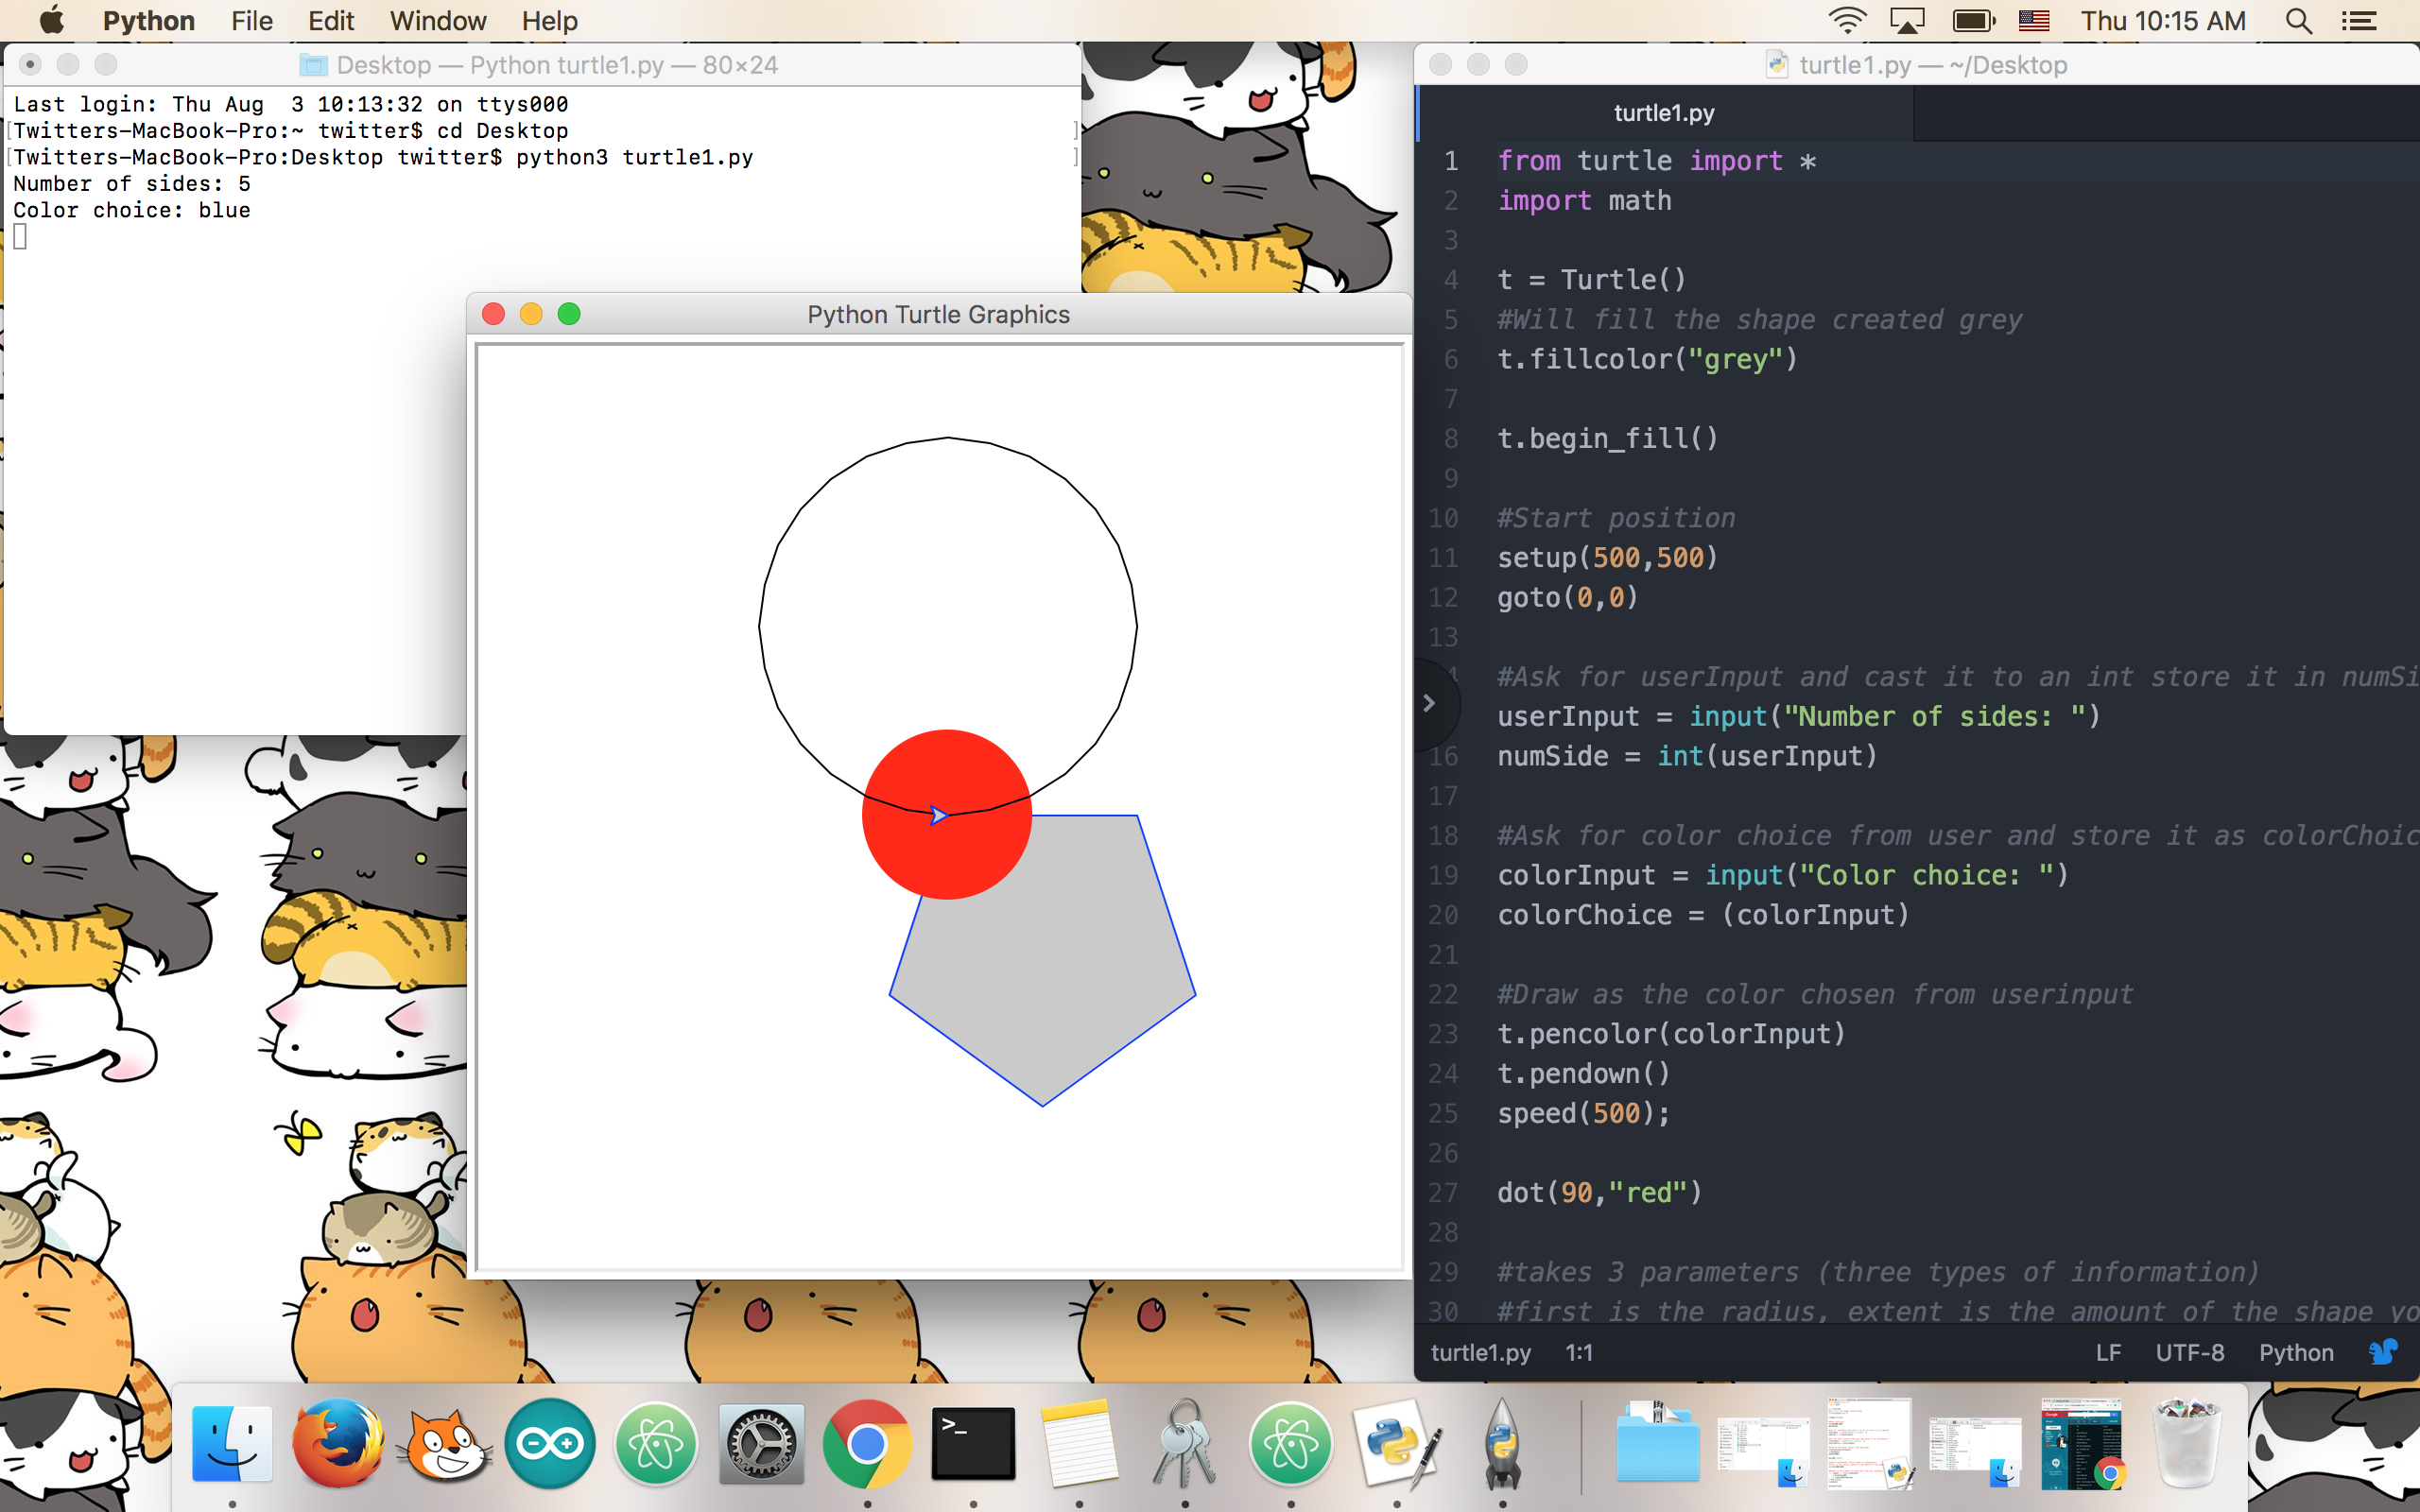 Python File Edit Window Help
Thu 10:15 AM
Desktop — Python turtle1.py — 80×24
Last login: Thu Aug  3 10:13:32 on ttys000
[Twitters-MacBook-Pro:~ twitter$ cd Desktop ]
[Twitters-MacBook-Pro:Desktop twitter$ python3 turtle1.py ]
Number of sides: 5
Color choice: blue
Python Turtle Graphics
turtle1.py — ~/Desktop
turtle1.py
1 from turtle import *
2 import math
3
4 t = Turtle()
5 #Will fill the shape created grey
6 t.fillcolor("grey")
7
8 t.begin_fill()
9
10 #Start position
11 setup(500,500)
12 goto(0,0)
13
#Ask for userInput and cast it to an int store it in numSi
userInput = input("Number of sides: ")
16 numSide = int(userInput)
17
18 #Ask for color choice from user and store it as colorChoic
19 colorInput = input("Color choice: ")
20 colorChoice = (colorInput)
21
22 #Draw as the color chosen from userinput
23 t.pencolor(colorInput)
24 t.pendown()
25 speed(500);
26
27 dot(90,"red")
28
29 #takes 3 parameters (three types of information)
30 #first is the radius, extent is the amount of the shape yo
turtle1.py 1:1
LF UTF-8 Python
>_